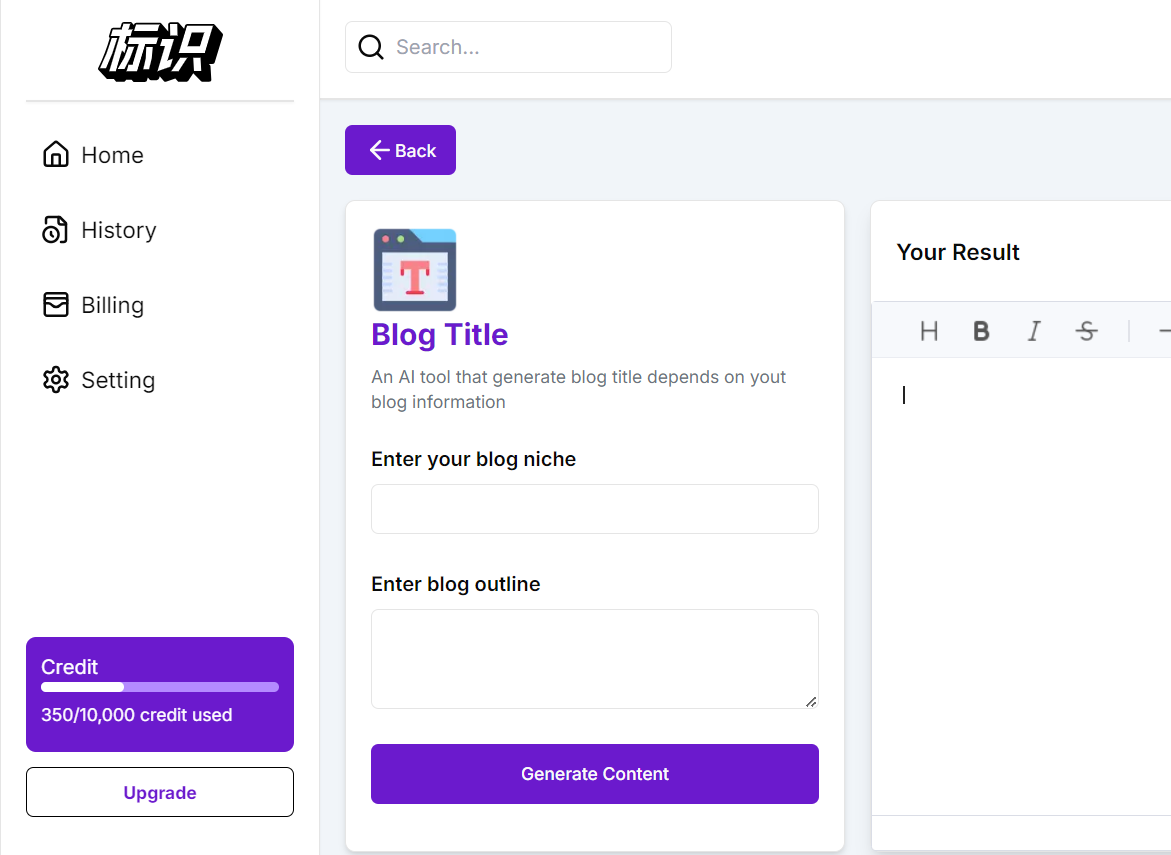 标识
Search...
Home
History
Billing
Setting
Credit
350/10,000 credit used
Upgrade
Back
T
Blog Title
An AI tool that generate blog title depends on yout
blog information
Enter your blog niche
Enter blog outline
Generate Content
Your Result
H B I S